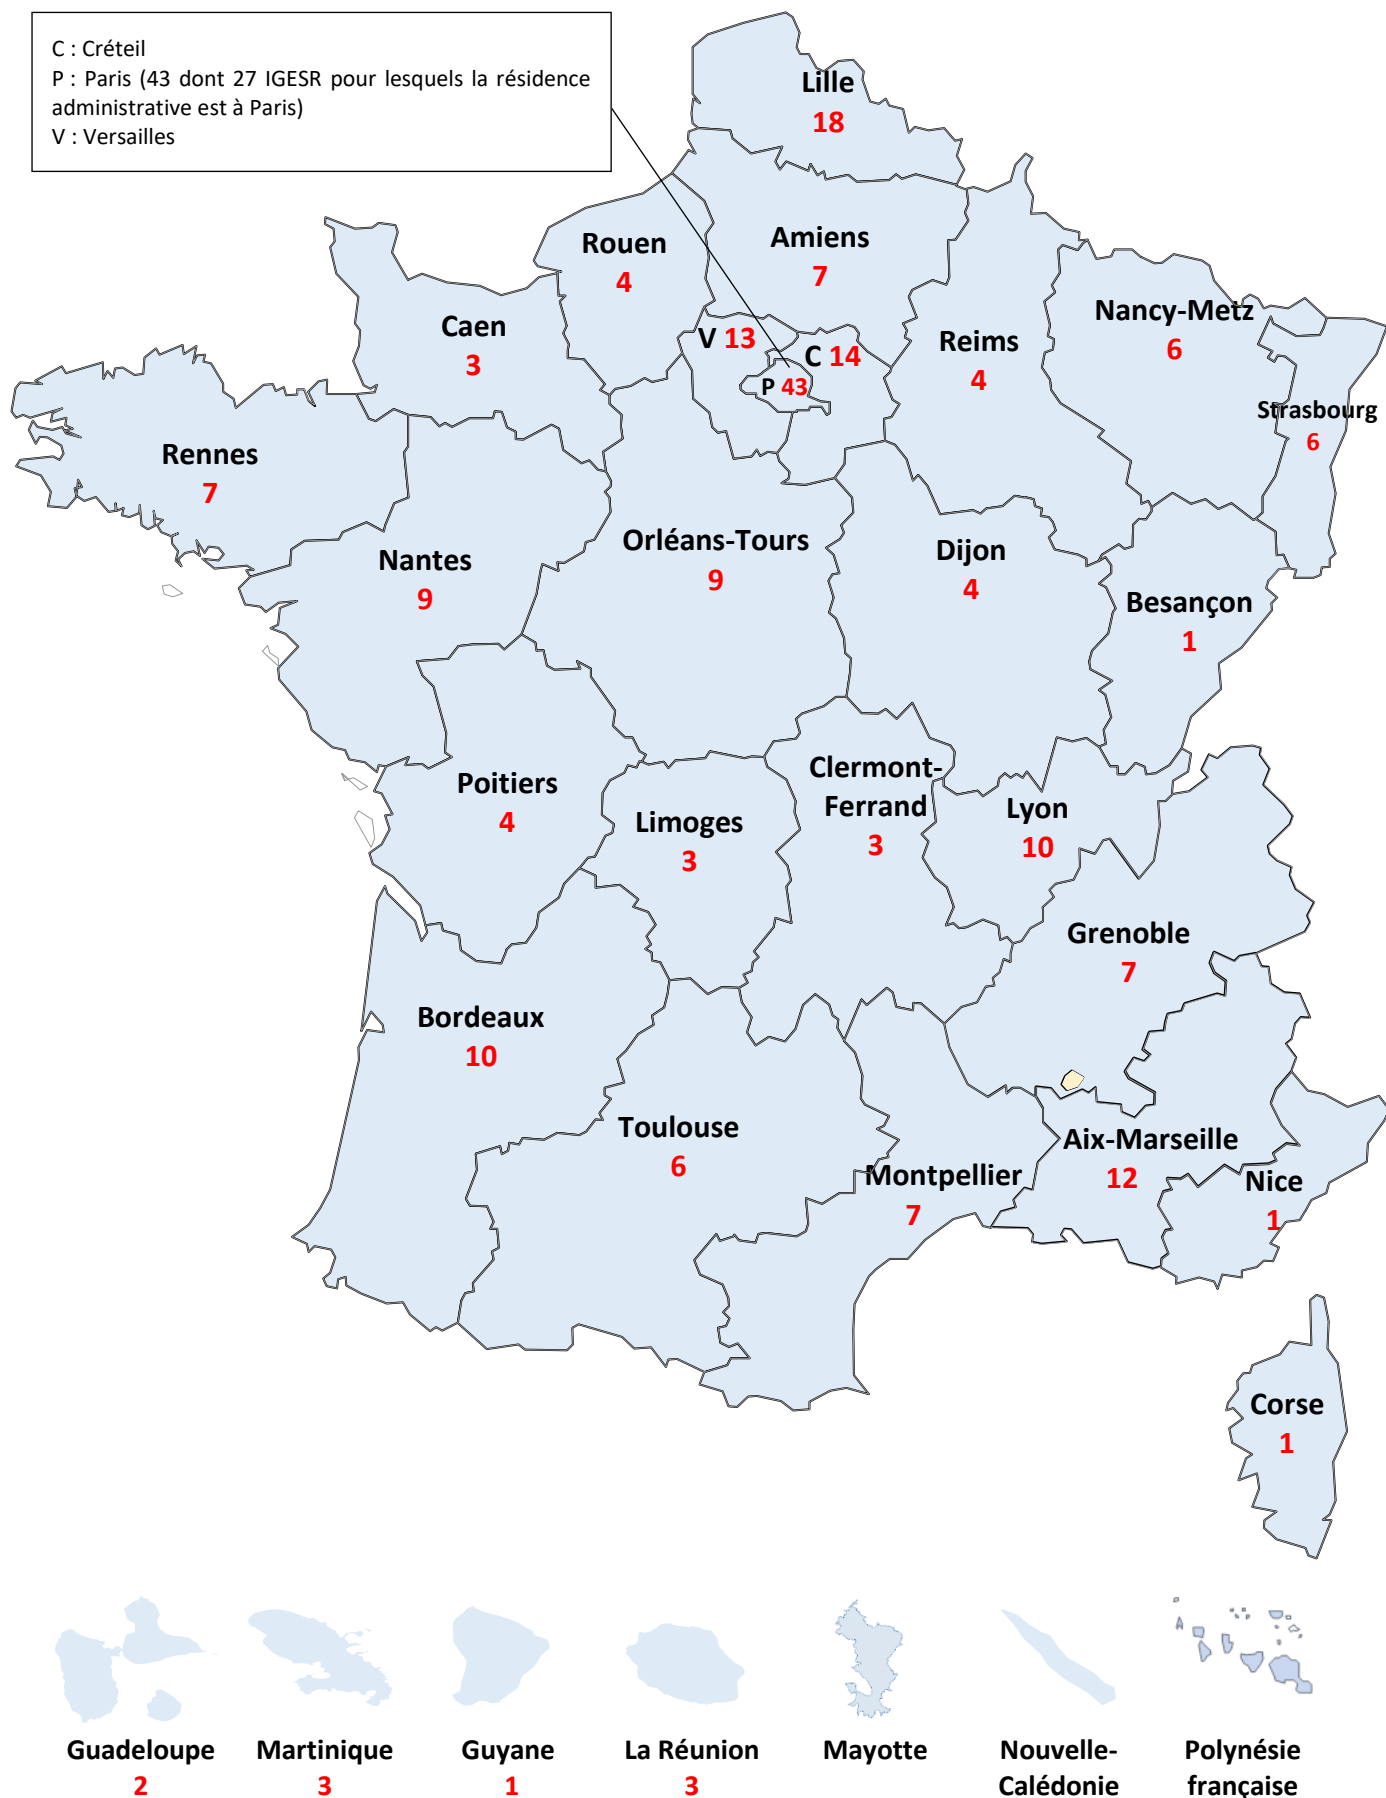 C : Créteil
P : Paris (43 dont 27 IGESR pour lesquels la résidence
administrative est à Paris)
V : Versailles
Lille
18
Rouen
4
Amiens
7
Caen
3
V 13
C 14
P 43
Reims
4
Nancy-Metz
6
Strasbourg
6
Rennes
7
Nantes
9
Orléans-Tours
9
Dijon
4
Besançon
1
Poitiers
4
Limoges
3
Clermont-
Ferrand
3
Lyon
10
Grenoble
7
Bordeaux
10
Toulouse
6
Montpellier
7
Aix-Marseille
12
Nice
1
Corse
1
Guadeloupe
2
Martinique
3
Guyane
1
La Réunion
3
Mayotte
Nouvelle-
Calédonie
Polynésie
française